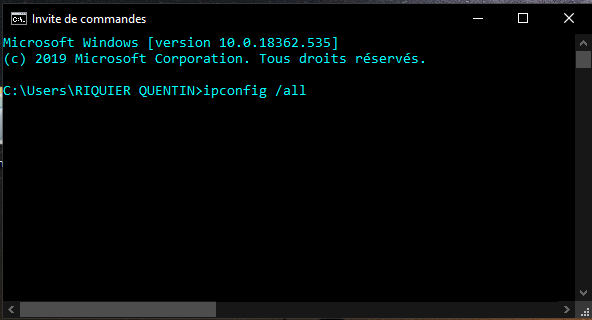 Invite de commandes
Microsoft Windows [version 10.0.18362.535]
(c) 2019 Microsoft Corporation. Tous droits réservés.
C:\Users\RIQUIER QUENTIN>ipconfig /all